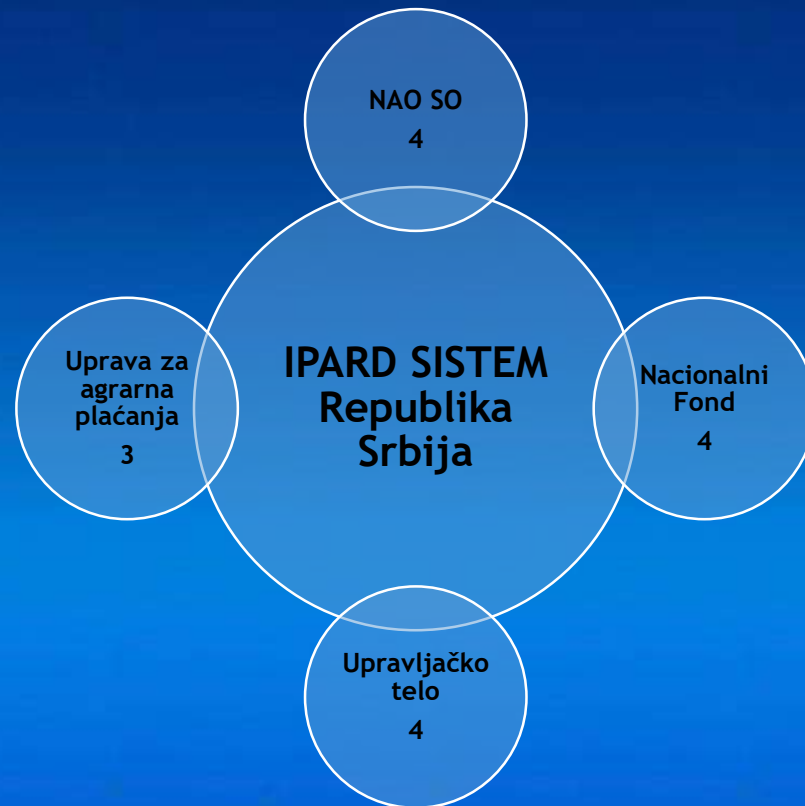 NAO SO
4
Uprava za
agrarna
plaćanja
3
IPARD SISTEM
Republika
Srbija
Nacionalni
Fond
4
Upravljačko
telo
4